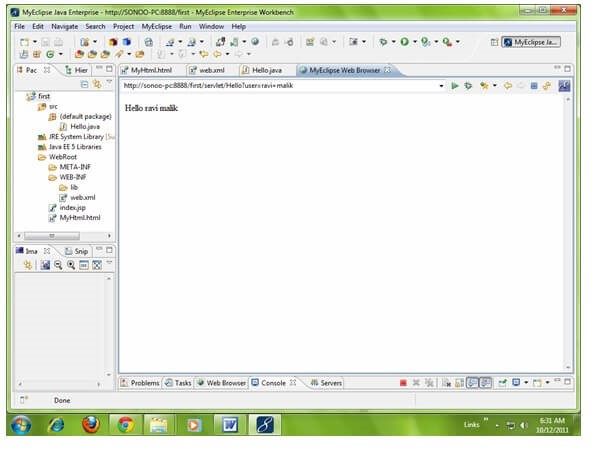 MyEclipse Java Enterprise - http://SONOO-PC:8888/first - MyEclipse Enterprise Workbench
File Edit Navigate Search Project MyEclipse Run Window Help
MyEclipse Ja...
Pac Hier MyHtml.html web.xml Hello.java MyEclipse Web Browser
http://sonoo-pc:8888/first/servlet/Hello?user=ravi+malik
Hello ravi malik
first
src
(default package)
Hello.java
JRE System Library [Su
Java EE 5 Libraries
WebRoot
META-INF
WEB-INF
lib
web.xml
index.jsp
MyHtml.html
Ima Snip
Problems Tasks Web Browser Console Servers
Done
Links
6:31 AM
10/12/2011